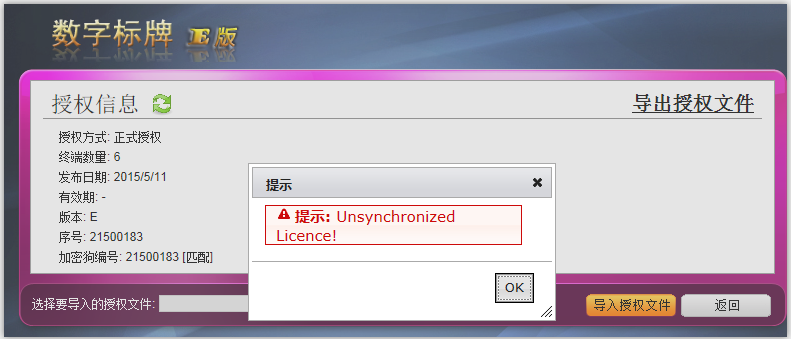 数字标牌 E版
授权信息
导出授权文件
授权方式: 正式授权
终端数量: 6
发布日期: 2015/5/11
有效期: -
版本: E
序号: 21500183
加密狗编号: 21500183 [匹配]
提示
提示: Unsynchronized
Licence!
OK
选择要导入的授权文件:
导入授权文件
返回